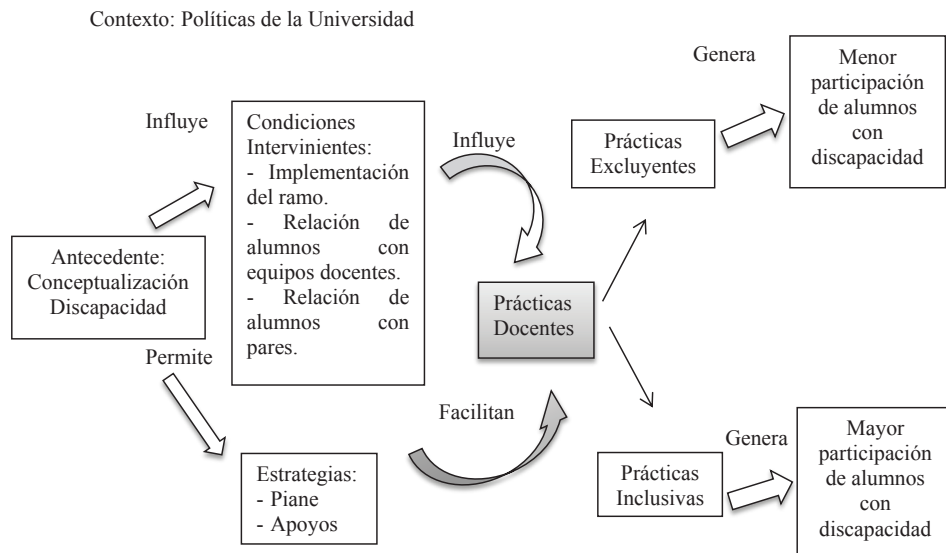 Contexto: Políticas de la Universidad
Influye
Antecedente:
Conceptualización
Discapacidad
Permite
Condiciones
Intervinientes:
- Implementación
del ramo.
- Relación de
alumnos con
equipos docentes.
- Relación de
alumnos con
pares.
Estrategias:
- Piane
- Apoyos
Influye
Facilitan
Prácticas
Docentes
Prácticas
Excluyentes
Genera
Menor
participación
de alumnos
con
discapacidad
Prácticas
Inclusivas
Genera
Mayor
participación
de alumnos
con
discapacidad